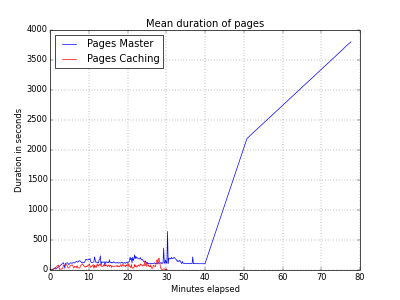 Mean duration of pages
4000
3500
3000
2500
2000
1500
1000
500
0
Duration in seconds
Pages Master
Pages Caching
0 10 20 30 40 50 60 70 80
Minutes elapsed